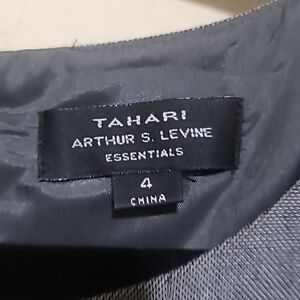 TAHARI
ARTHUR S. LEVINE
ESSENTIALS
4
CHINA